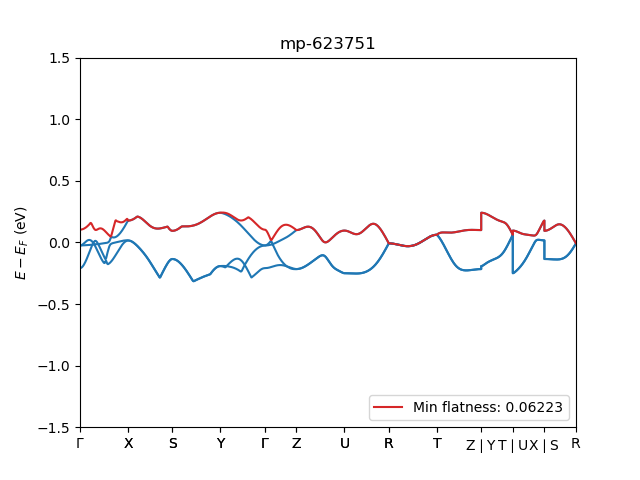 mp-623751
E − E_F (eV)
1.5
1.0
0.5
0.0
−0.5
−1.0
−1.5
Min flatness: 0.06223
Γ X S Y Γ Z U R T Z | Y T | U X | S R